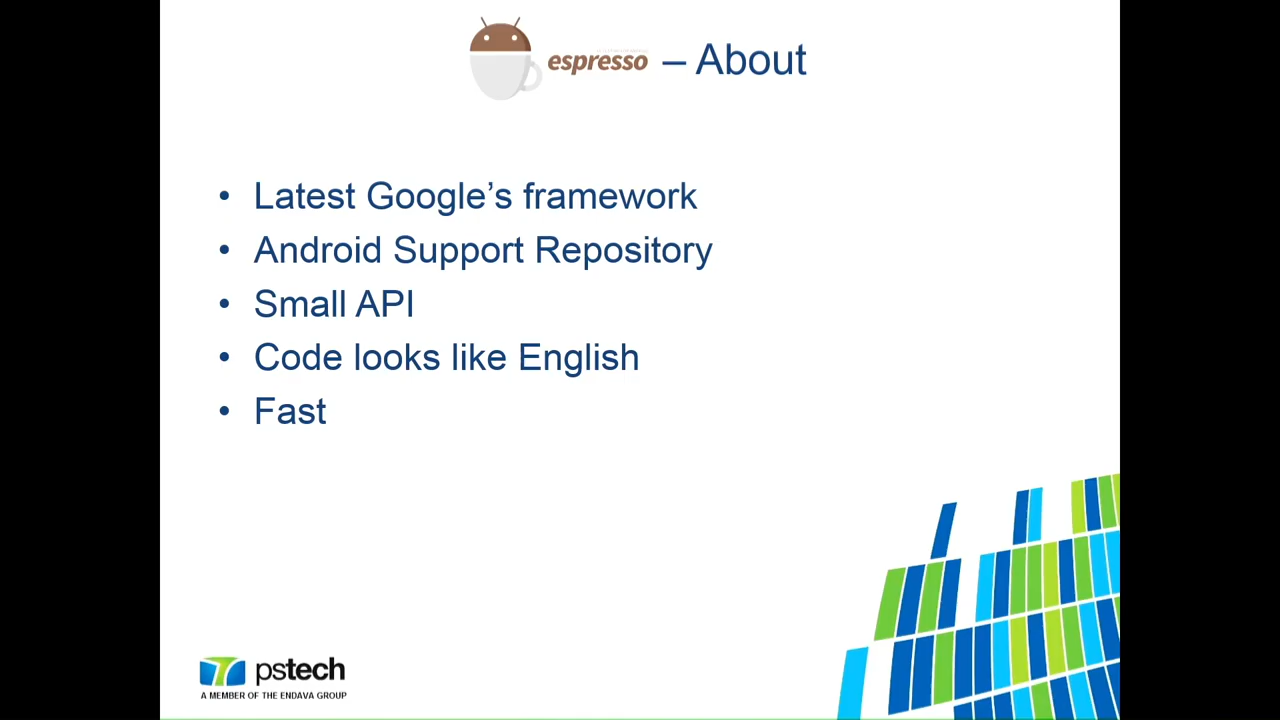 espresso – About
• Latest Google’s framework
• Android Support Repository
• Small API
• Code looks like English
• Fast
pstech
A MEMBER OF THE ENDAVA GROUP